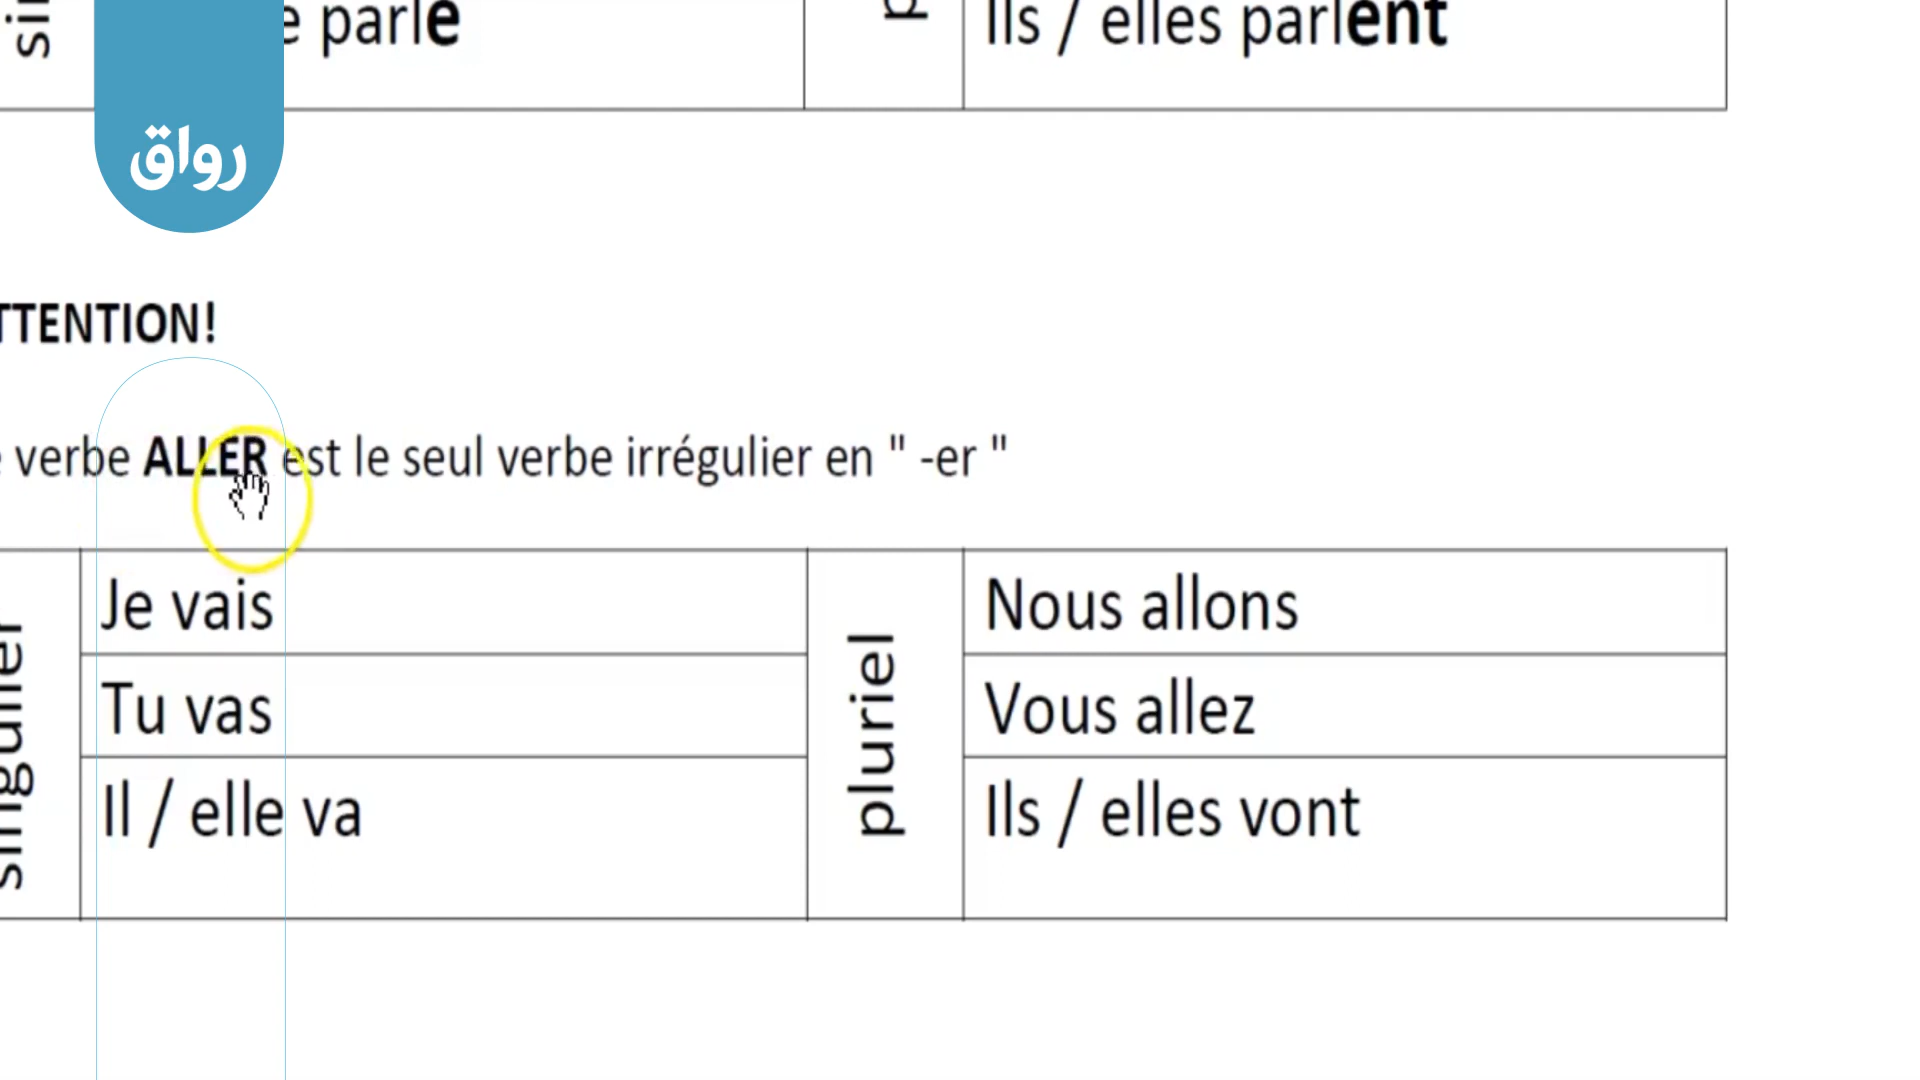 parle
Ils / elles parlent
رواق
TTENTION!
verbe ALLER est le seul verbe irrégulier en " -er "
singulier
Je vais
Tu vas
Il / elle va
pluriel
Nous allons
Vous allez
Ils / elles vont